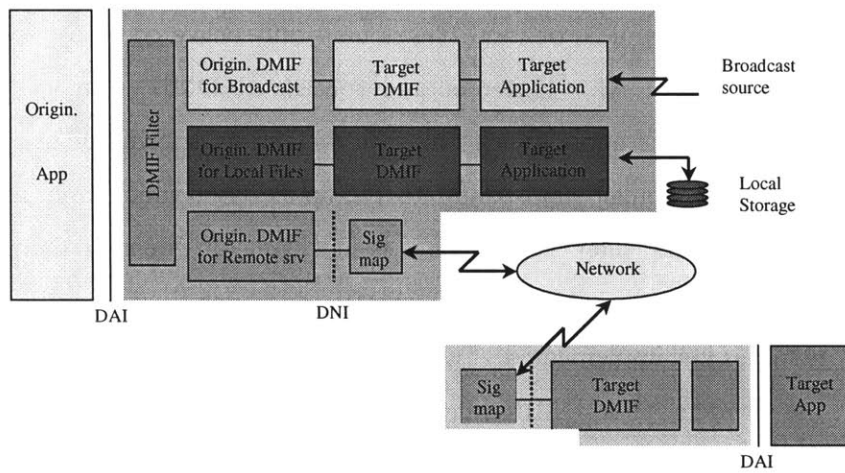 Origin.
App
DMIF Filter
Origin. DMIF
for Broadcast
Target
DMIF
Target
Application
Broadcast
source
Origin. DMIF
for Local Files
Target
DMIF
Target
Application
Local
Storage
Origin. DMIF
for Remote srv
Sig
map
Network
DAI
DNI
Sig
map
Target
DMIF
Target
App
DAI